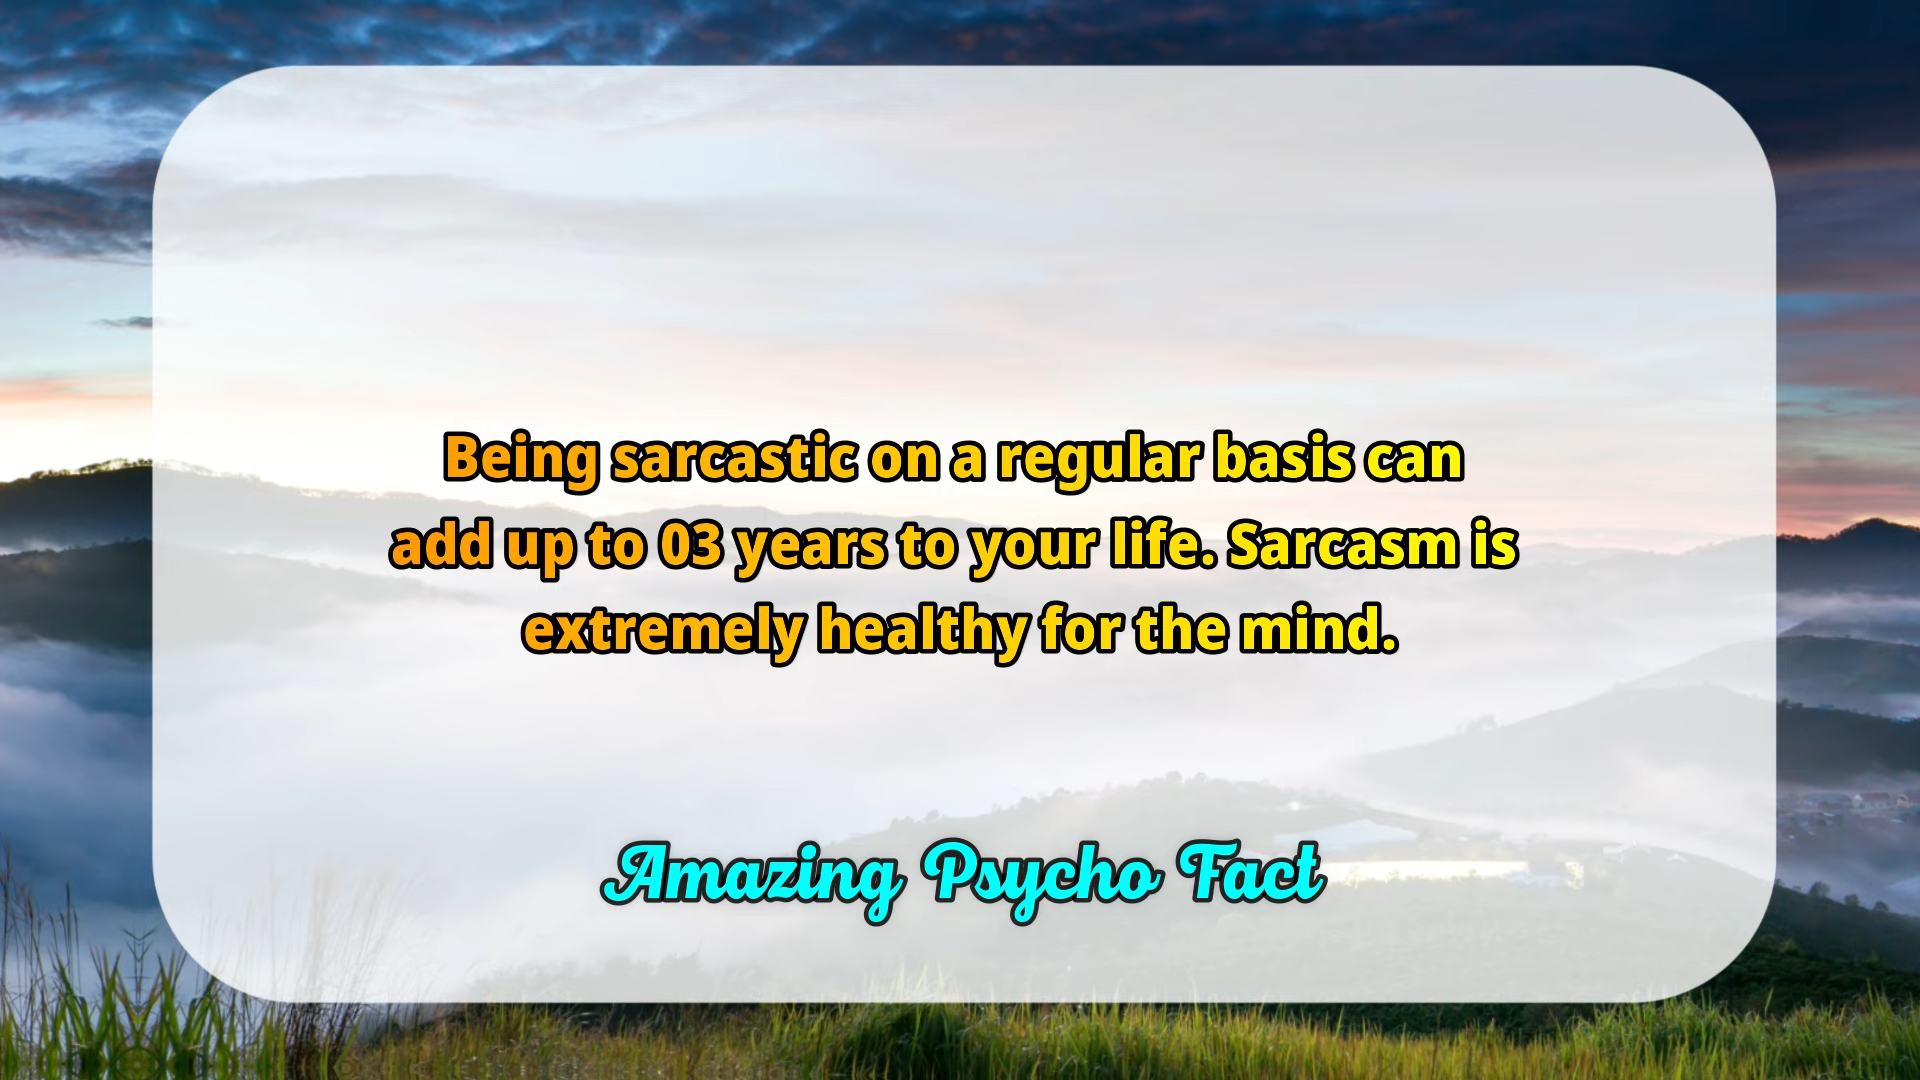 Being sarcastic on a regular basis can
add up to 03 years to your life. Sarcasm is
extremely healthy for the mind.
Amazing Psycho Fact